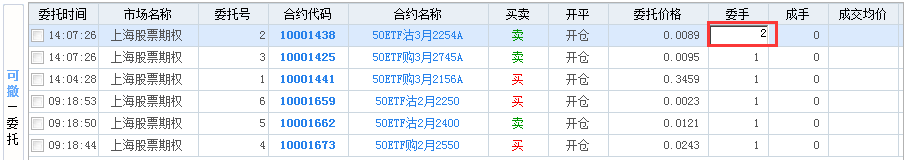 委托时间 市场名称 委托号 合约代码 合约名称 买卖 开平 委托价格 委手 成手 成交均价
14:07:26 上海股票期权 2 10001438 50ETF沽3月2254A 卖 开仓 0.0089 2 0
14:07:26 上海股票期权 3 10001425 50ETF购3月2745A 卖 开仓 0.0095 1 0
14:04:28 上海股票期权 1 10001441 50ETF购3月2156A 买 开仓 0.3459 1 0
09:18:53 上海股票期权 6 10001659 50ETF沽2月2250 买 开仓 0.0023 1 0
09:18:50 上海股票期权 5 10001662 50ETF沽2月2400 卖 开仓 0.0121 1 0
09:18:44 上海股票期权 4 10001673 50ETF购2月2550 买 开仓 0.0243 1 0
可撤
委托